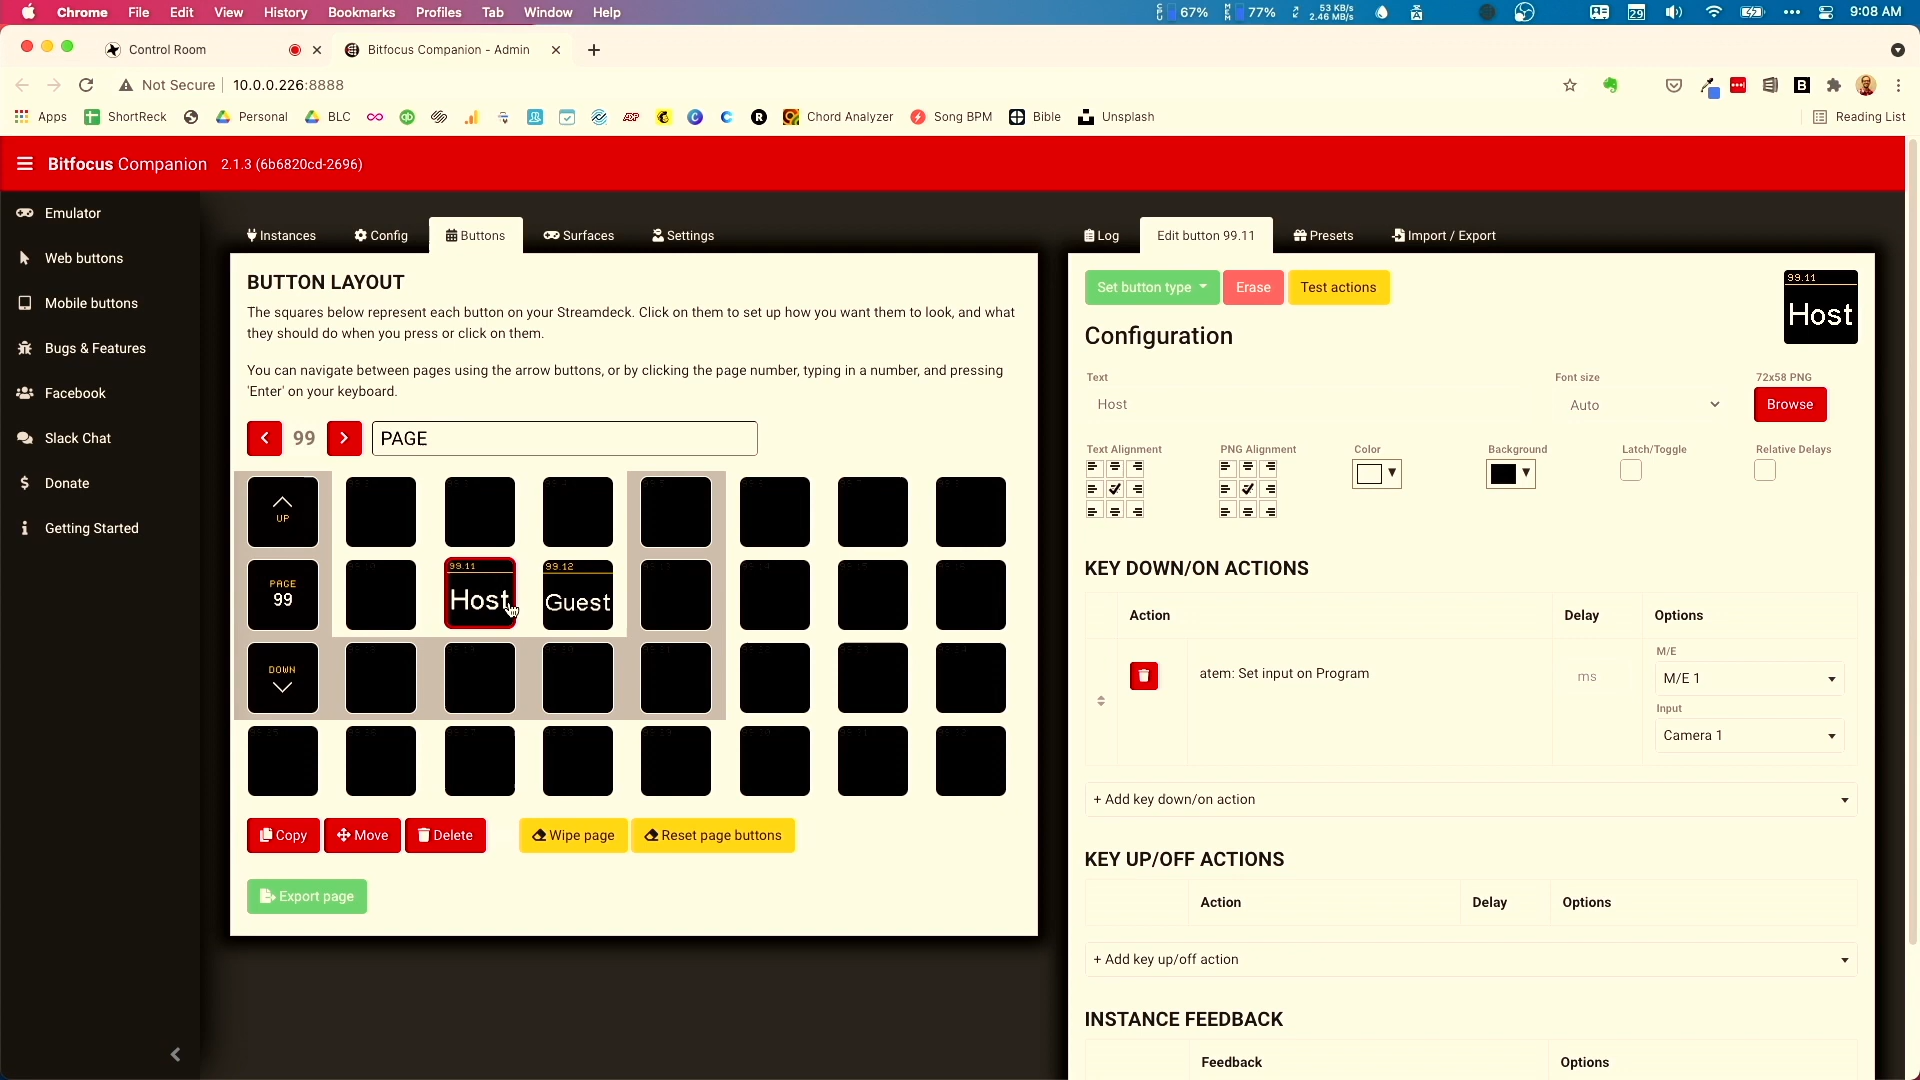 Chrome File Edit View History Bookmarks Profiles Tab Window Help 67% 77% 53 KB/s 2.46 MB/s 29 9:08 AM
Control Room Bitfocus Companion - Admin
Not Secure 10.0.0.226:8888
Apps ShortReck Personal BLC Chord Analyzer Song BPM Bible Unsplash Reading List
Bitfocus Companion 2.1.3 (6b6820cd-2696)
Emulator
Web buttons
Mobile buttons
Bugs & Features
Facebook
Slack Chat
Donate
Getting Started
Instances Config Buttons Surfaces Settings
BUTTON LAYOUT
The squares below represent each button on your Streamdeck. Click on them to set up how you want them to look, and what
they should do when you press or click on them.
You can navigate between pages using the arrow buttons, or by clicking the page number, typing in a number, and pressing
'Enter' on your keyboard.
99 PAGE
UP
PAGE
99
99.11
Host
99.12
Guest
DOWN
Copy Move Delete Wipe page Reset page buttons
Export page
Log Edit button 99.11 Presets Import / Export
Set button type Erase Test actions
99.11
Host
Configuration
Text Font size 72x58 PNG
Host Auto Browse
Text Alignment PNG Alignment Color Background Latch/Toggle Relative Delays
KEY DOWN/ON ACTIONS
Action Delay Options
atem: Set input on Program ms
M/E
M/E 1
Input
Camera 1
+ Add key down/on action
KEY UP/OFF ACTIONS
Action Delay Options
+ Add key up/off action
INSTANCE FEEDBACK
Feedback Options